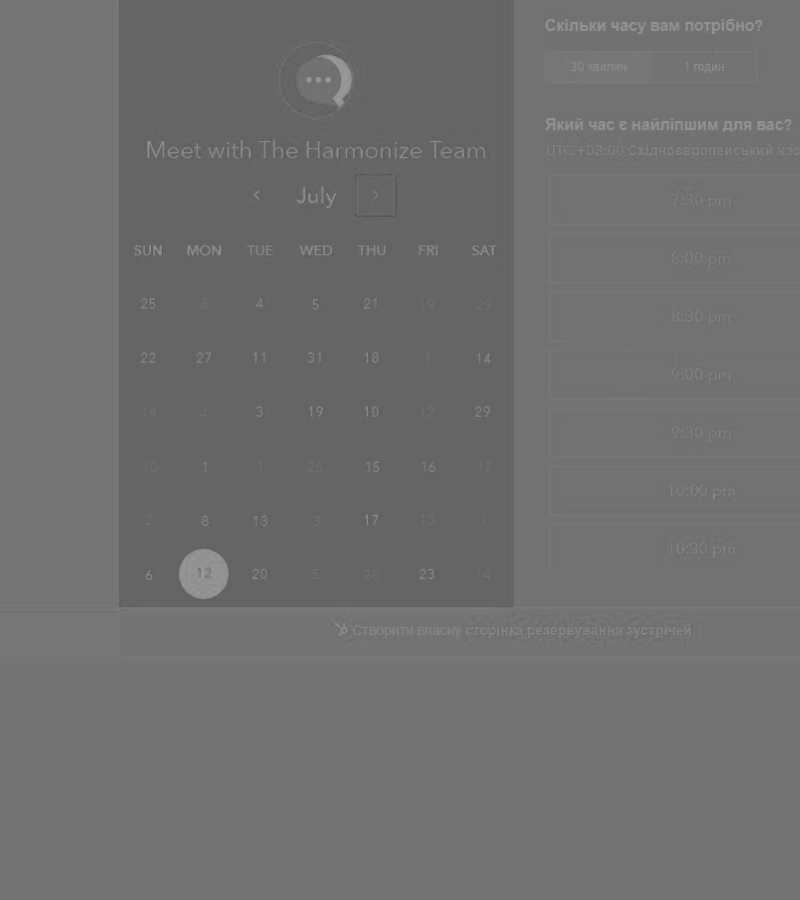 Meet with The Harmonize Team
July
SUN MON TUE WED THU FRI SAT
25 3 4 5 21 19 29
22 27 11 31 18 1 14
14 4 3 19 10 12 29
10 1 1 25 15 16 17
2 8 13 3 17 13 1
6 12 20 5 28 23 14
Скільки часу вам потрібно?
30 хвилин 1 годин
Який час є найліпшим для вас?
UTC +03:00 Східноєвропейський час
7:30 pm
8:00 pm
8:30 pm
9:00 pm
9:30 pm
10:00 pm
10:30 pm
Створити власну сторінка резервування зустрічей